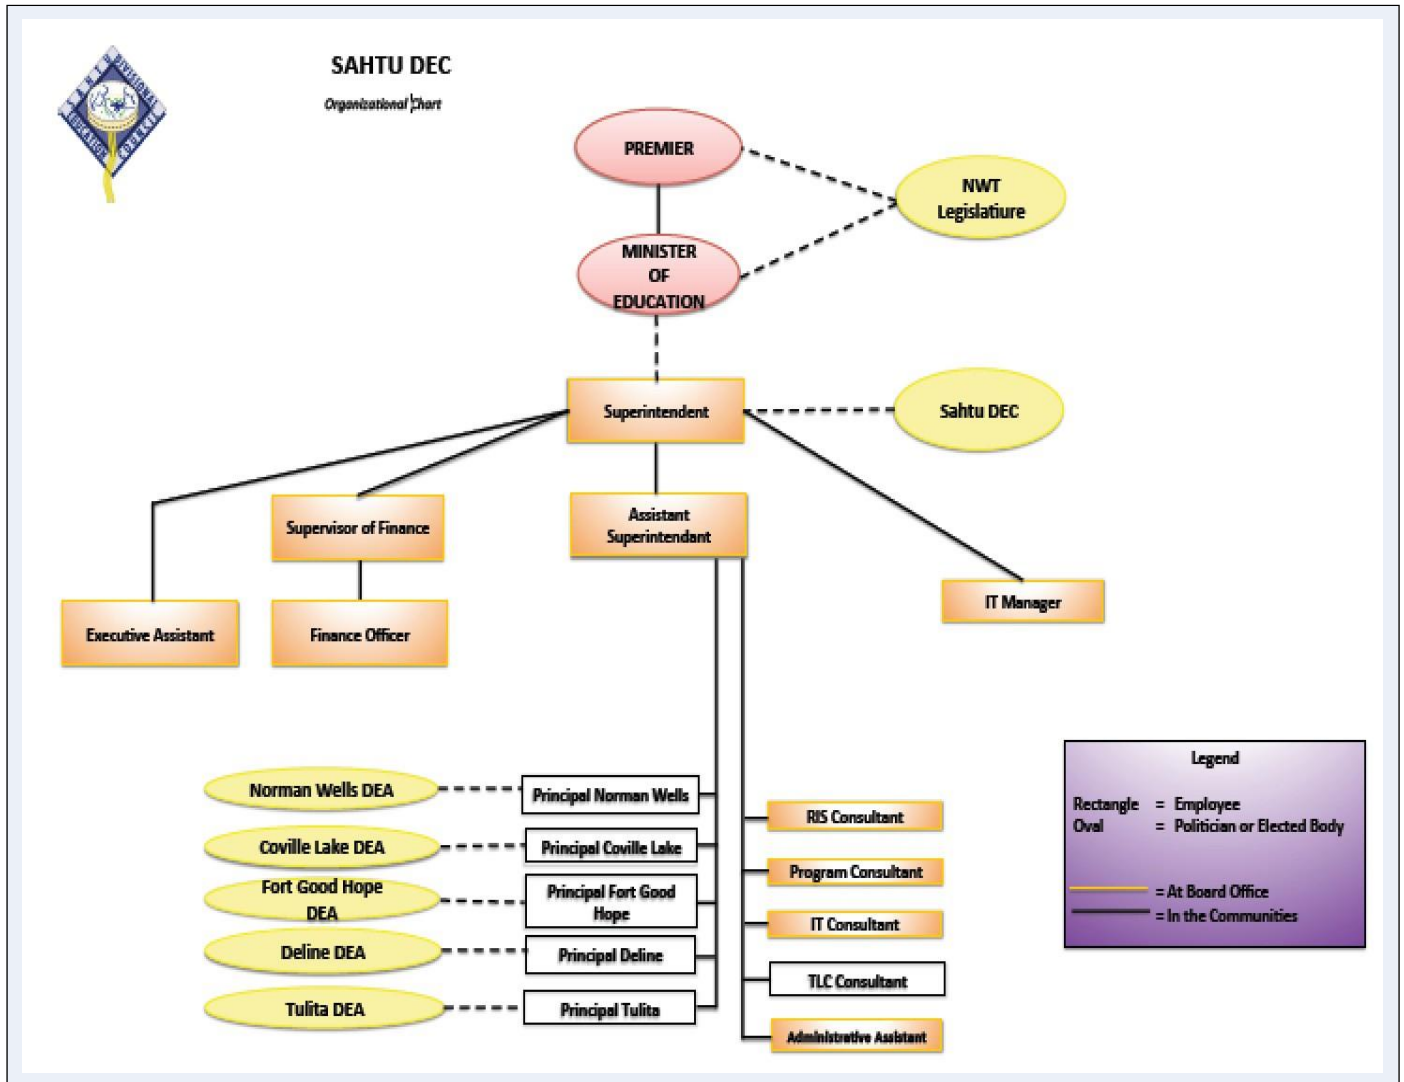 SAHTU DIVISIONAL
EDUCATION COUNCIL
SAHTU DEC
Organizational Chart
PREMIER
NWT
Legislatiure
MINISTER
OF
EDUCATION
Superintendent
Sahtu DEC
Supervisor of Finance
Assistant
Superintendant
IT Manager
Executive Assistant
Finance Officer
Norman Wells DEA
Principal Norman Wells
Coville Lake DEA
Principal Coville Lake
Fort Good Hope
DEA
Principal Fort Good
Hope
Deline DEA
Principal Deline
Tulita DEA
Principal Tulita
RIS Consultant
Program Consultant
IT Consultant
TLC Consultant
Administrative Assistant
Legend
Rectangle = Employee
Oval = Politician or Elected Body
= At Board Office
= In the Communities